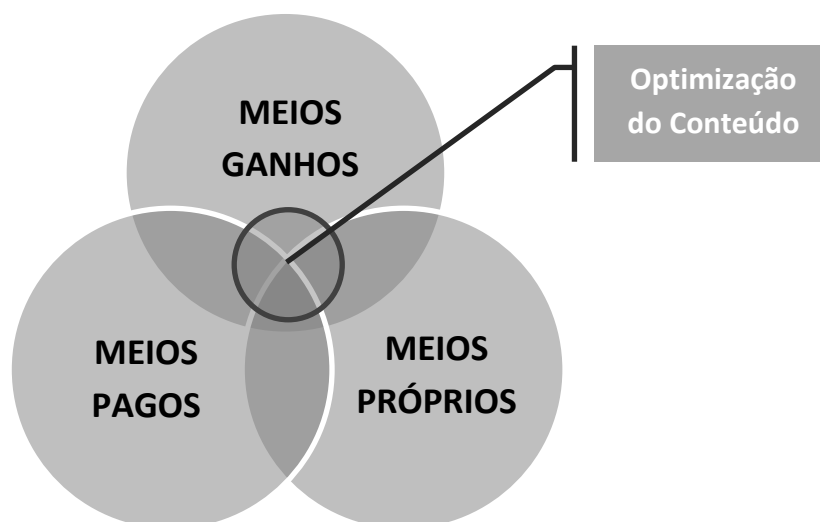 MEIOS
GANHOS
Optimização
do Conteúdo
MEIOS
PAGOS
MEIOS
PRÓPRIOS